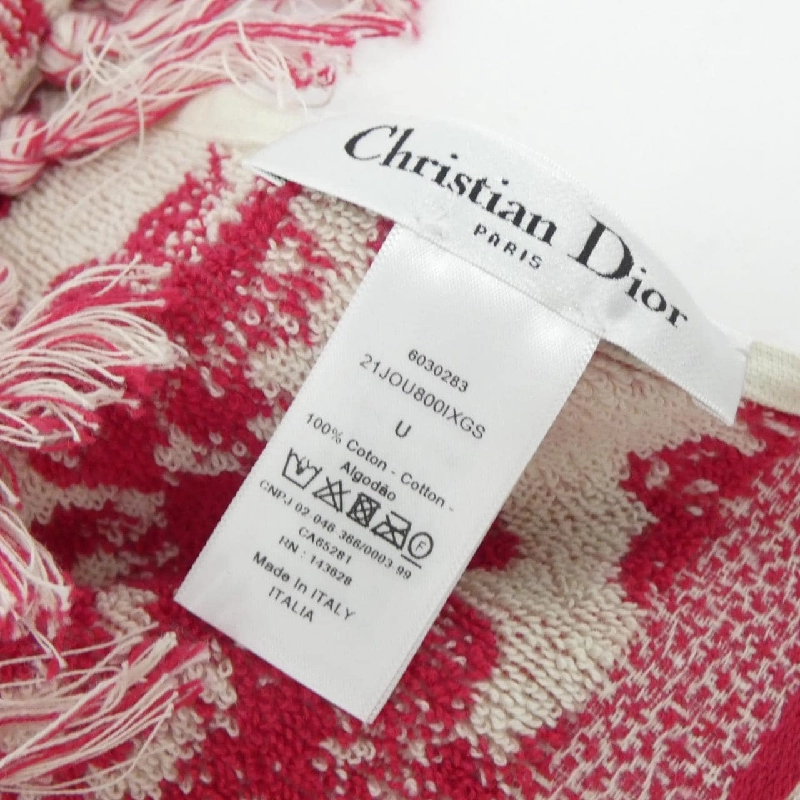 Christian Dior
PARIS
6030283
21JOU800IXGS
U
100% Coton - Cotton -
Algodão
F
CNPJ 02.046.366/0003-99
CA65281
RN : 143628
Made In ITALY
ITALIA